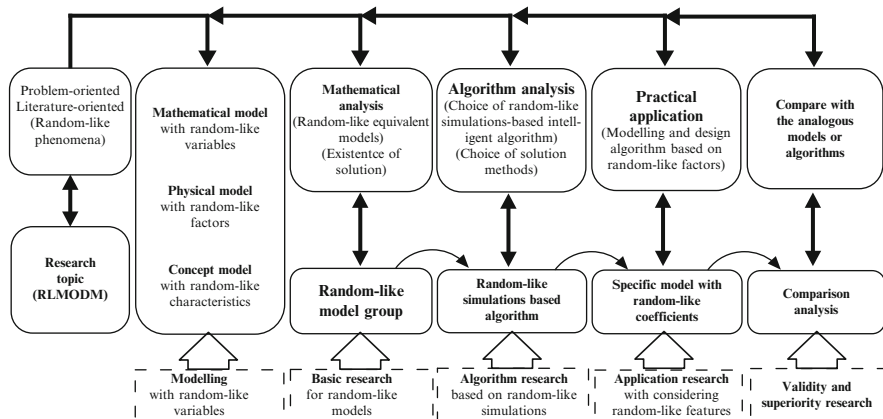 Problem-oriented
Literature-oriented
(Random-like
phenomena)
Research
topic
(RLMODM)
Mathematical model
with random-like
variables
Physical model
with random-like
factors
Concept model
with random-like
characteristics
Mathematical
analysis
(Random-like equivalent
models)
(Existentce of
solution)
Algorithm analysis
(Choice of random-like
simulations-based intel-
ligent algorithm)
(Choice of solution
methods)
Practical
application
(Modelling and design
algorithm based on
random-like factors)
Compare with
the analogous
models or
algorithms
Random-like
model group
Random-like
simulations based
algorithm
Specific model with
random-like
coefficients
Comparison
analysis
Modelling
with random-like
variables
Basic research
for random-like
models
Algorithm research
based on random-like
simulations
Application research
with considering
random-like features
Validity and
superiority research